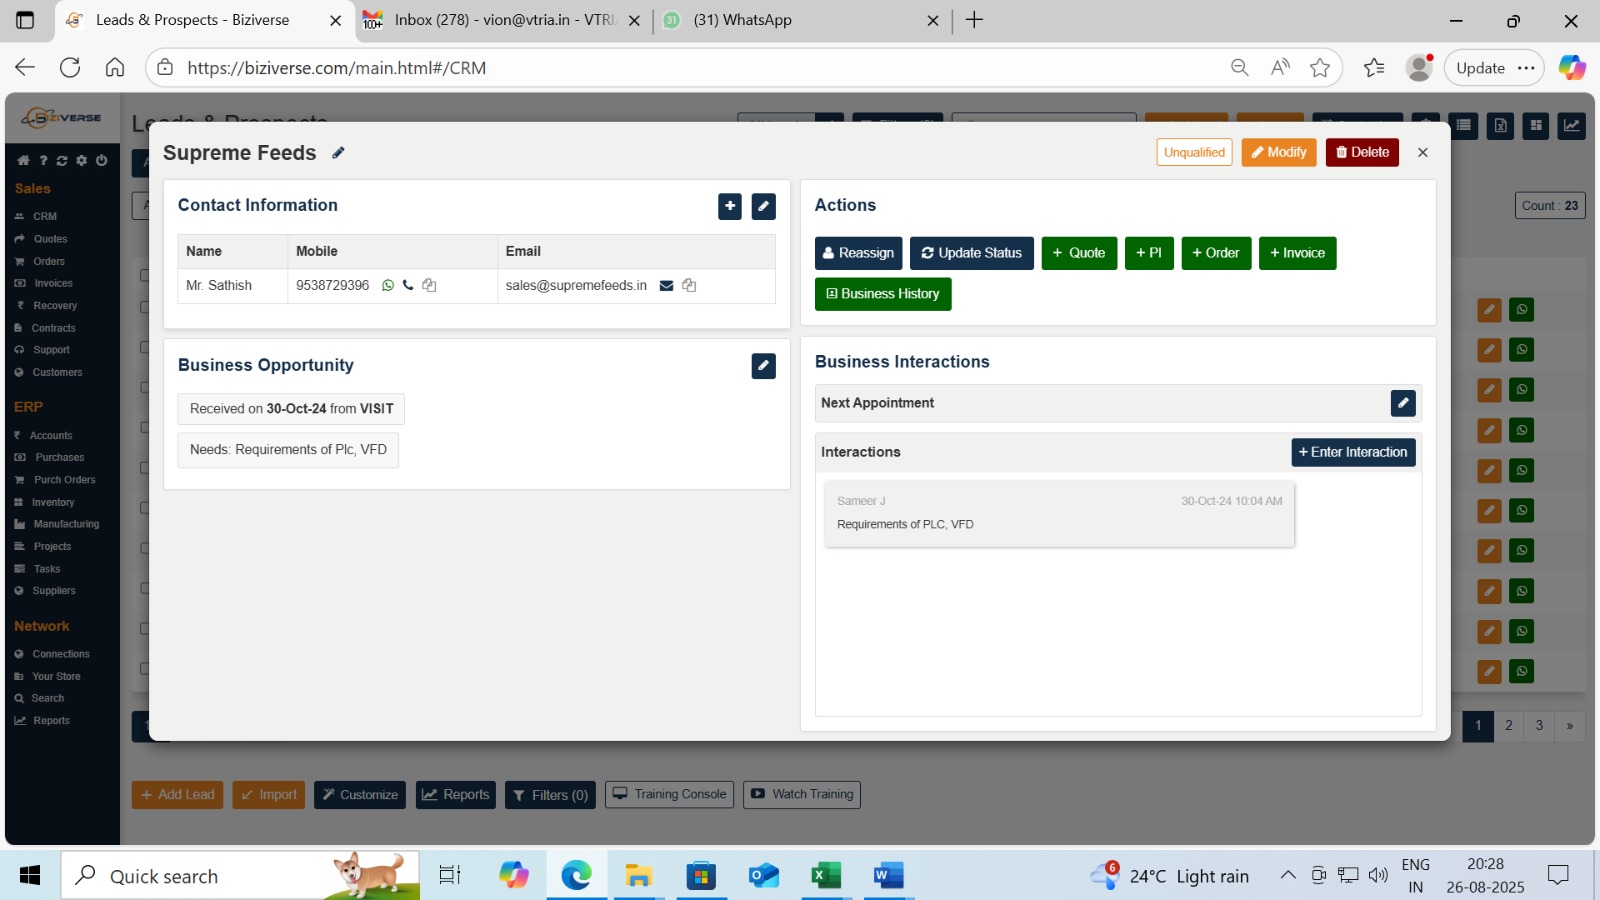 Leads & Prospects - Biziverse
Inbox (278) - vion@vtria.in - VTRI
(31) WhatsApp
https://biziverse.com/main.html#/CRM
Update
BIZIVERSE
Leads & Prospects
Supreme Feeds
Unqualified
Modify
Delete
Count : 23
Sales
CRM
Quotes
Orders
Invoices
Recovery
Contracts
Support
Customers
ERP
Accounts
Purchases
Purch Orders
Inventory
Manufacturing
Projects
Tasks
Suppliers
Network
Connections
Your Store
Search
Reports
Contact Information
Name Mobile Email
Mr. Sathish 9538729396 sales@supremefeeds.in
Business Opportunity
Received on 30-Oct-24 from VISIT
Needs: Requirements of Plc, VFD
Actions
Reassign Update Status + Quote + PI + Order + Invoice
Business History
Business Interactions
Next Appointment
Interactions + Enter Interaction
Sameer J 30-Oct-24 10:04 AM
Requirements of PLC, VFD
1 2 3 »
+ Add Lead Import Customize Reports Filters (0) Training Console Watch Training
Quick search
6
24°C Light rain
ENG
IN
20:28
26-08-2025